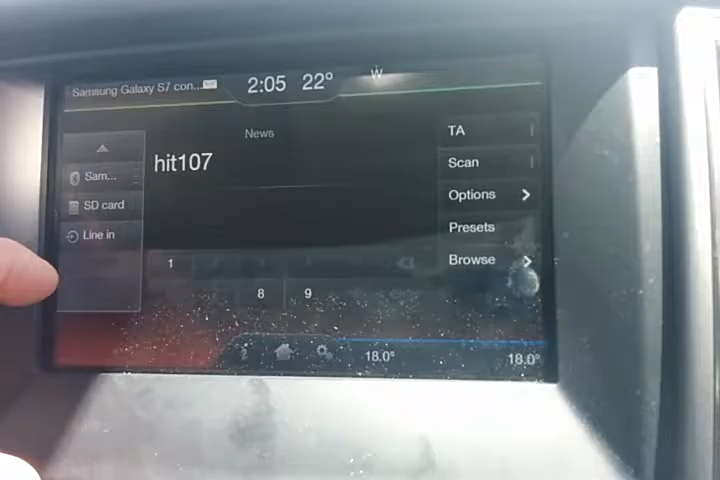 Samsung Galaxy S7 con...
2:05 22°
W
News
hit107
Sam...
SD card
Line in
TA
Scan
Options
Presets
Browse
1
8 9
18.0°
18.0°